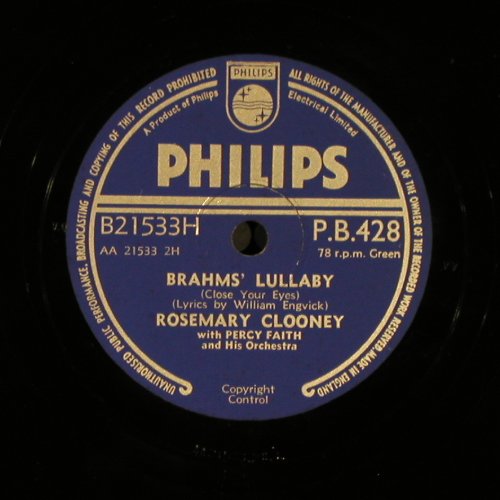 PHILIPS
A Product of Philips Electrical Limited
PHILIPS
B21533H
P.B.428
AA 21533 2H
78 r.p.m. Green
BRAHMS' LULLABY
(Close Your Eyes)
(Lyrics by William Engvick)
ROSEMARY CLOONEY
with PERCY FAITH
and His Orchestra
Copyright
Control
UNAUTHORISED PUBLIC PERFORMANCE, BROADCASTING AND COPYING OF THIS RECORD PROHIBITED
ALL RIGHTS OF THE MANUFACTURER AND OF THE OWNER OF THE RECORDED WORK RESERVED. MADE IN ENGLAND